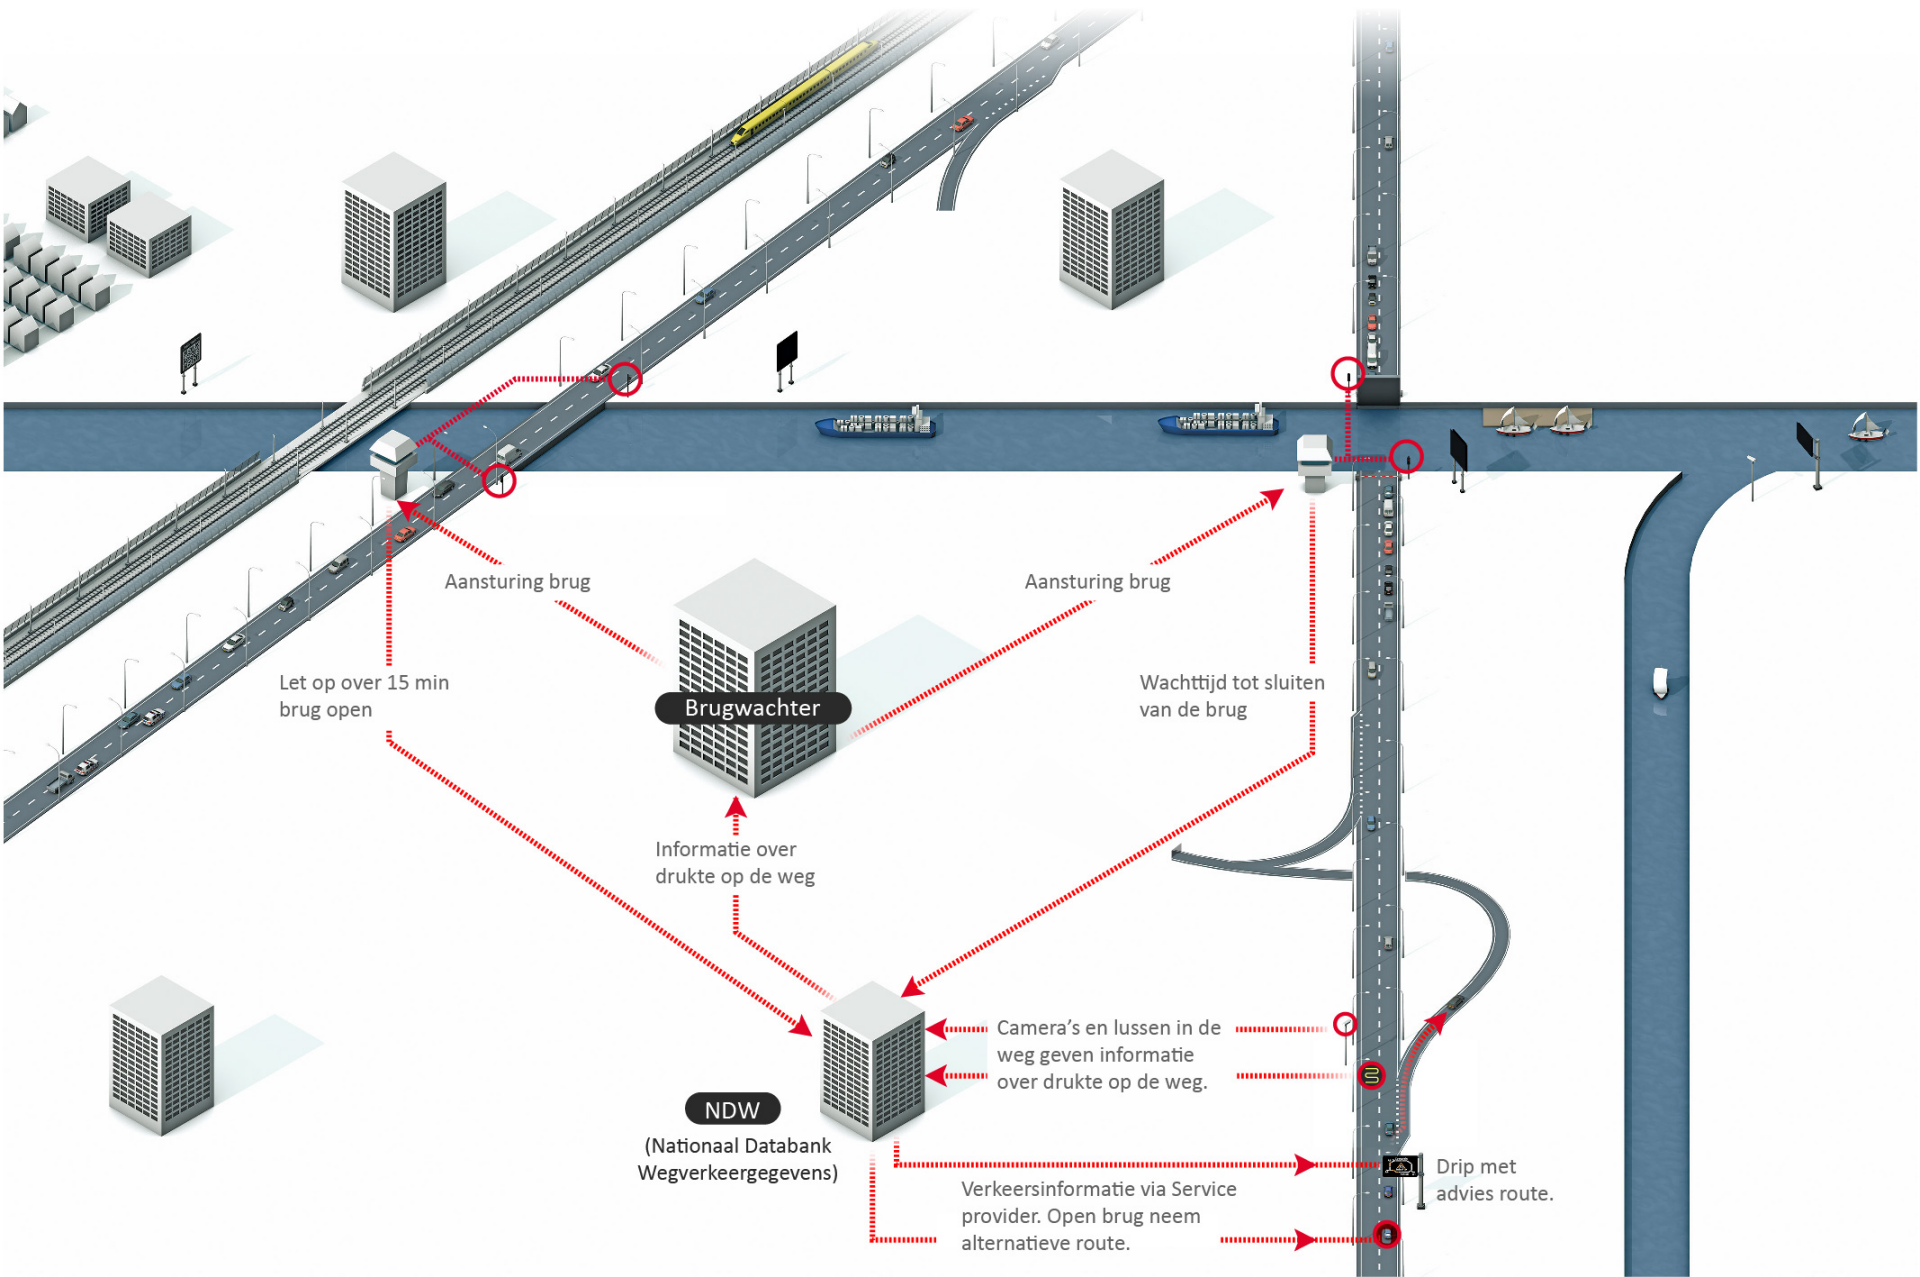 Aansturing brug
Aansturing brug
Let op over 15 min
brug open
Brugwachter
Wachttijd tot sluiten
van de brug
Informatie over
drukte op de weg
Camera's en lussen in de
weg geven informatie
over drukte op de weg.
NDW
(Nationaal Databank
Wegverkeergegevens)
Drip met
advies route.
Verkeersinformatie via Service
provider. Open brug neem
alternatieve route.